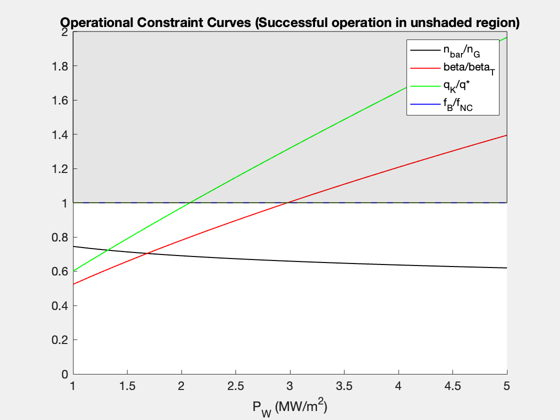 Operational Constraint Curves (Successful operation in unshaded region)
2
1.8
1.6
1.4
1.2
1
0.8
0.6
0.4
0.2
0
n_bar/n_G
beta/beta_T
q_K/q*
f_B/f_NC
1 1.5 2 2.5 3 3.5 4 4.5 5
P_W (MW/m^2)